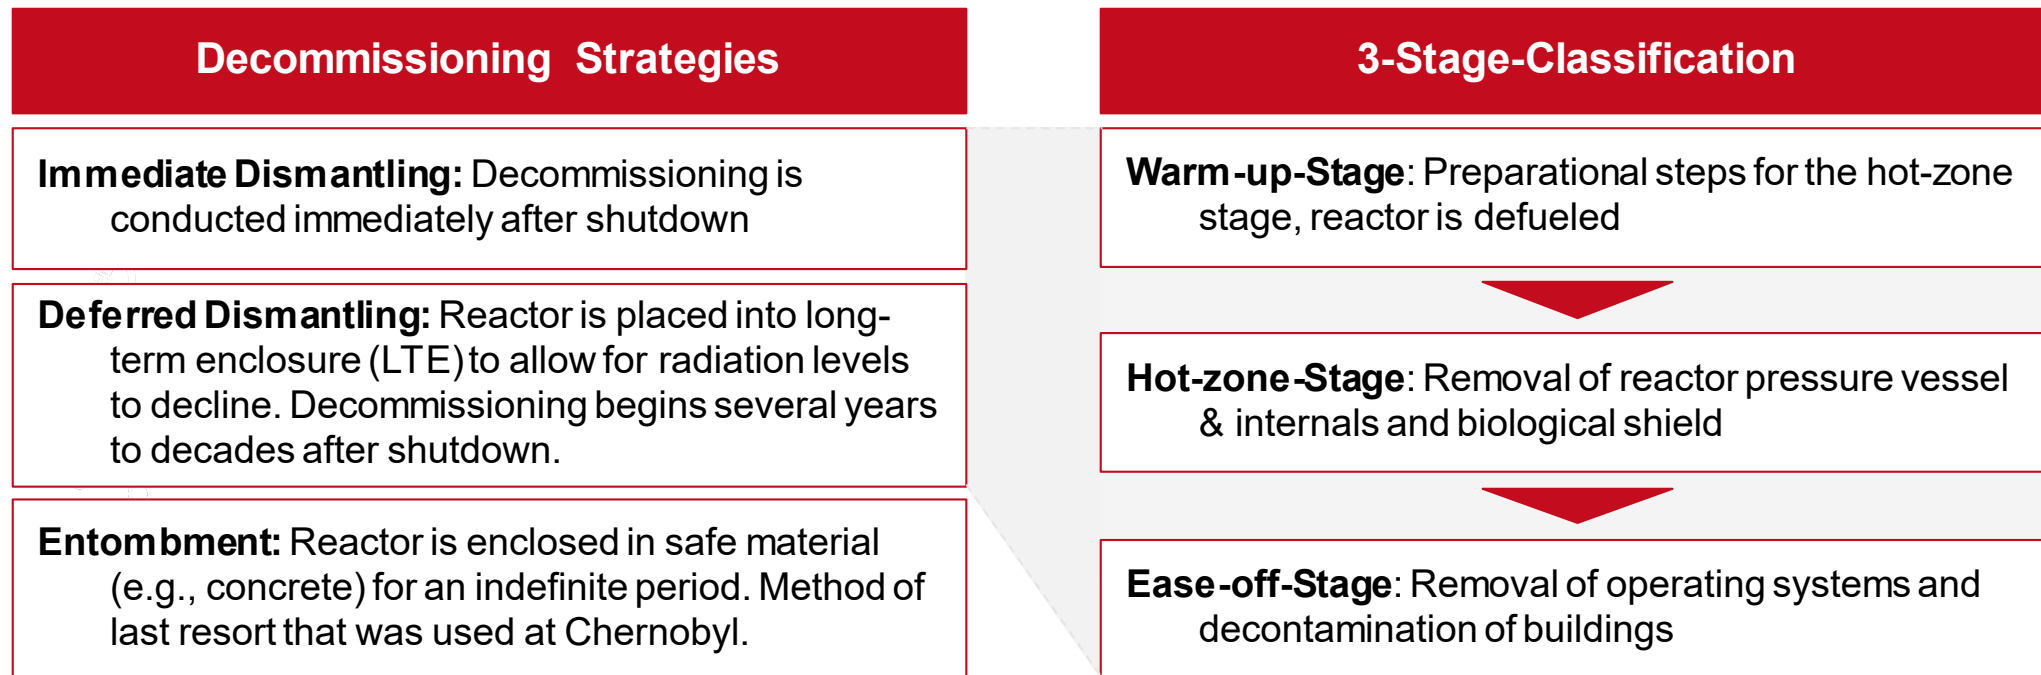 Decommissioning Strategies
Immediate Dismantling: Decommissioning is
conducted immediately after shutdown
Deferred Dismantling: Reactor is placed into long-
term enclosure (LTE) to allow for radiation levels
to decline. Decommissioning begins several years
to decades after shutdown.
Entombment: Reactor is enclosed in safe material
(e.g., concrete) for an indefinite period. Method of
last resort that was used at Chernobyl.
3-Stage-Classification
Warm-up-Stage: Preparational steps for the hot-zone
stage, reactor is defueled
Hot-zone-Stage: Removal of reactor pressure vessel
& internals and biological shield
Ease-off-Stage: Removal of operating systems and
decontamination of buildings